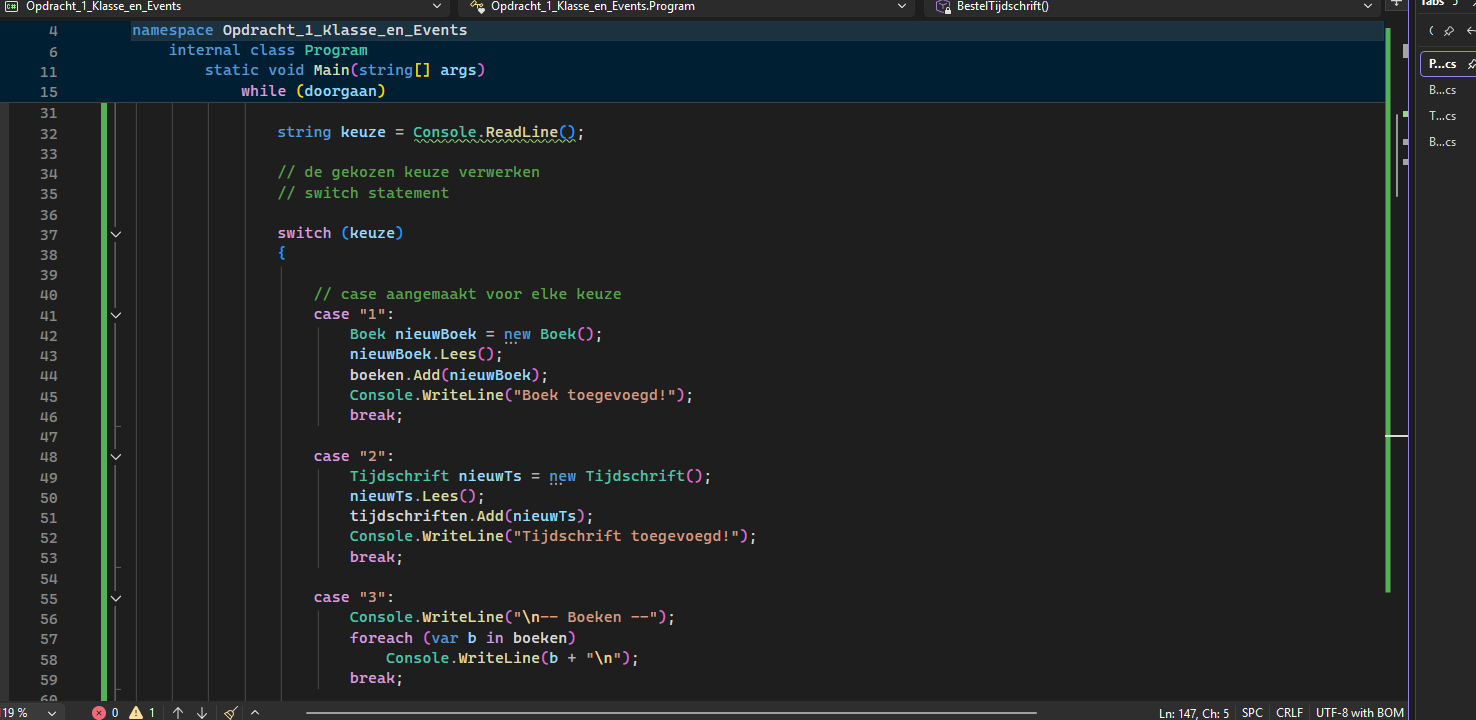 Opdracht_1_Klasse_en_Events Opdracht_1_Klasse_en_Events.Program BestelTijdschrift() Tabs
4 namespace Opdracht_1_Klasse_en_Events
6 internal class Program
11 static void Main(string[] args)
15 while (doorgaan)
31
32 string keuze = Console.ReadLine();
33
34 // de gekozen keuze verwerken
35 // switch statement
36
37 switch (keuze)
38 {
39
40 // case aangemaakt voor elke keuze
41 case "1":
42 Boek nieuwBoek = new Boek();
43 nieuwBoek.Lees();
44 boeken.Add(nieuwBoek);
45 Console.WriteLine("Boek toegevoegd!");
46 break;
47
48 case "2":
49 Tijdschrift nieuwTs = new Tijdschrift();
50 nieuwTs.Lees();
51 tijdschriften.Add(nieuwTs);
52 Console.WriteLine("Tijdschrift toegevoegd!");
53 break;
54
55 case "3":
56 Console.WriteLine("\n-- Boeken --");
57 foreach (var b in boeken)
58 Console.WriteLine(b + "\n");
59 break;
60
P...cs
B...cs
T...cs
B...cs
119 % 0 1 Ln: 147, Ch: 5 SPC CRLF UTF-8 with BOM